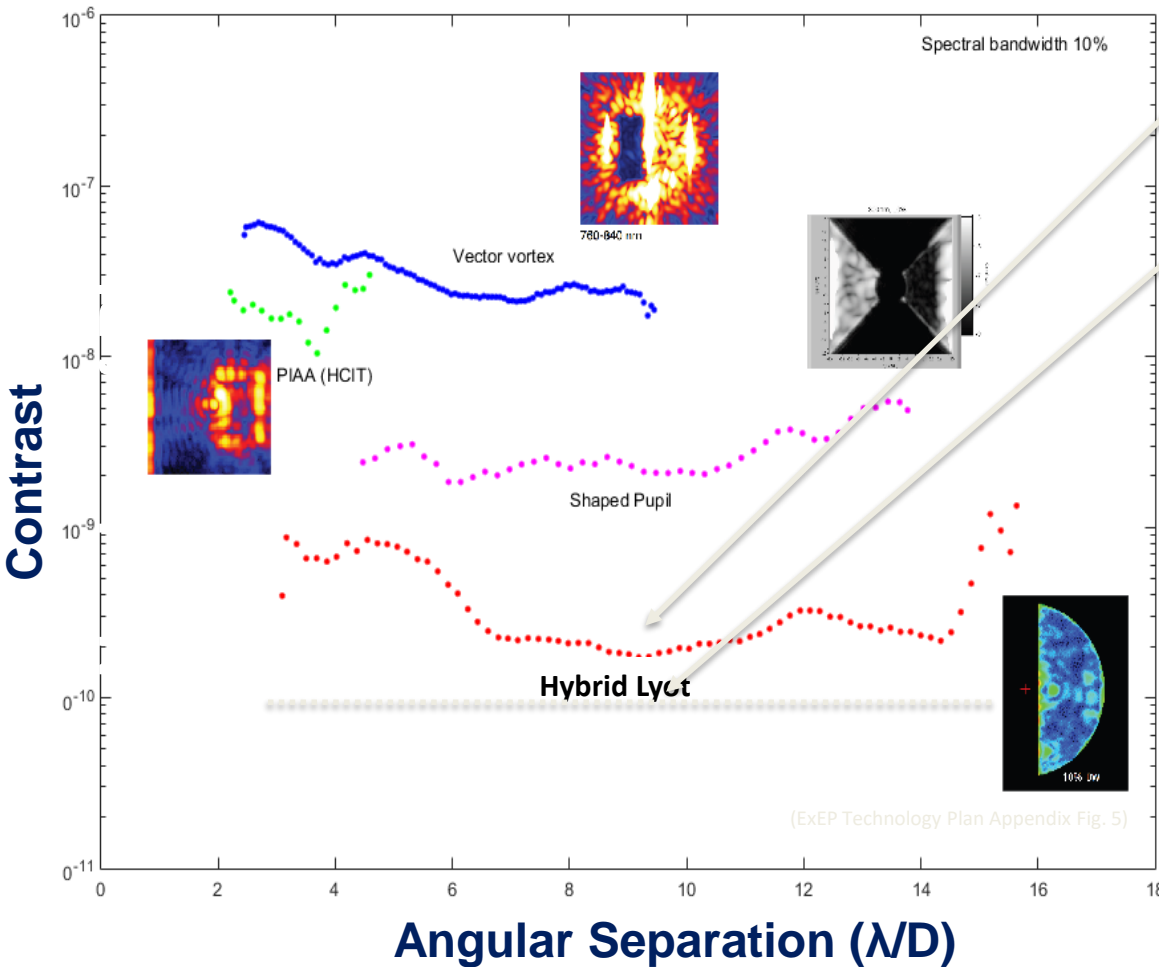 10-6
Spectral bandwidth 10%
10-7
760-840 nm
Vector vortex
10-8
PIAA (HCIT)
Contrast
Shaped Pupil
10-9
Hybrid Lyot
0-10
10% bw
(ExEP Technology Plan Appendix Fig. 5)
0-11
0 2 4 6 8 10 12 14 16 18
Angular Separation (λ/D)